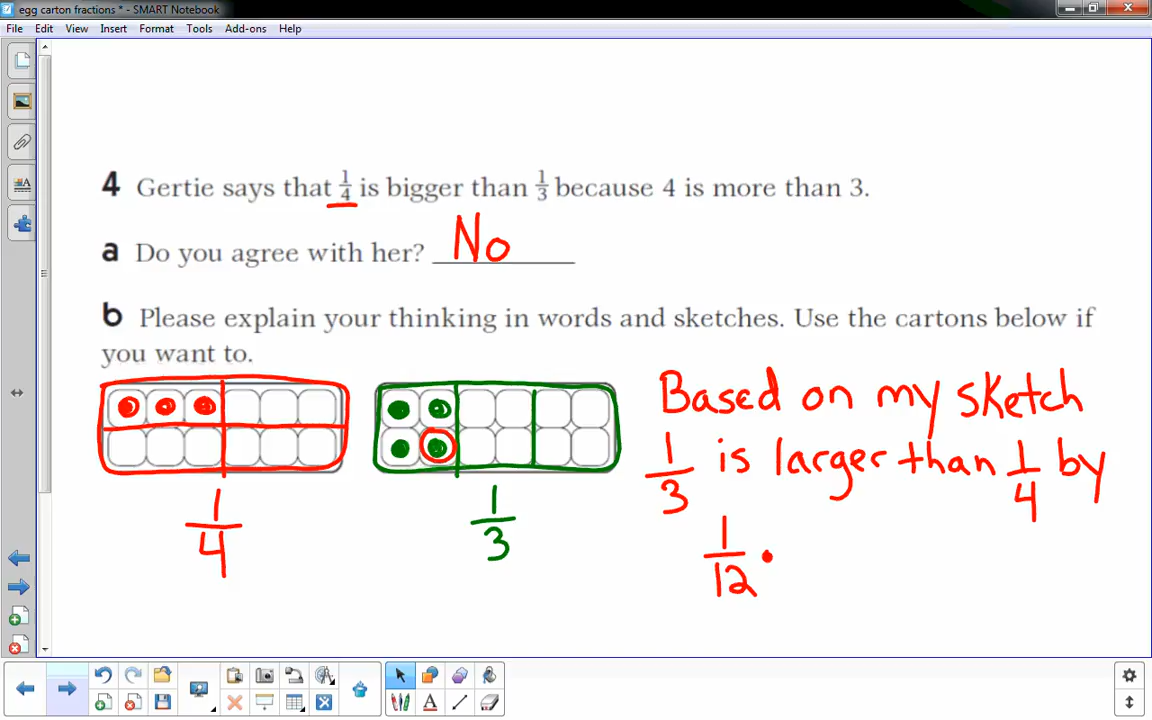 egg carton fractions * - SMART Notebook
File Edit View Insert Format Tools Add-ons Help
4 Gertie says that 1/4 is bigger than 1/3 because 4 is more than 3.
a Do you agree with her? No
b Please explain your thinking in words and sketches. Use the cartons below if
you want to.
Based on my sketch
1/3 is larger than 1/4 by
1/12.
1/4
1/3